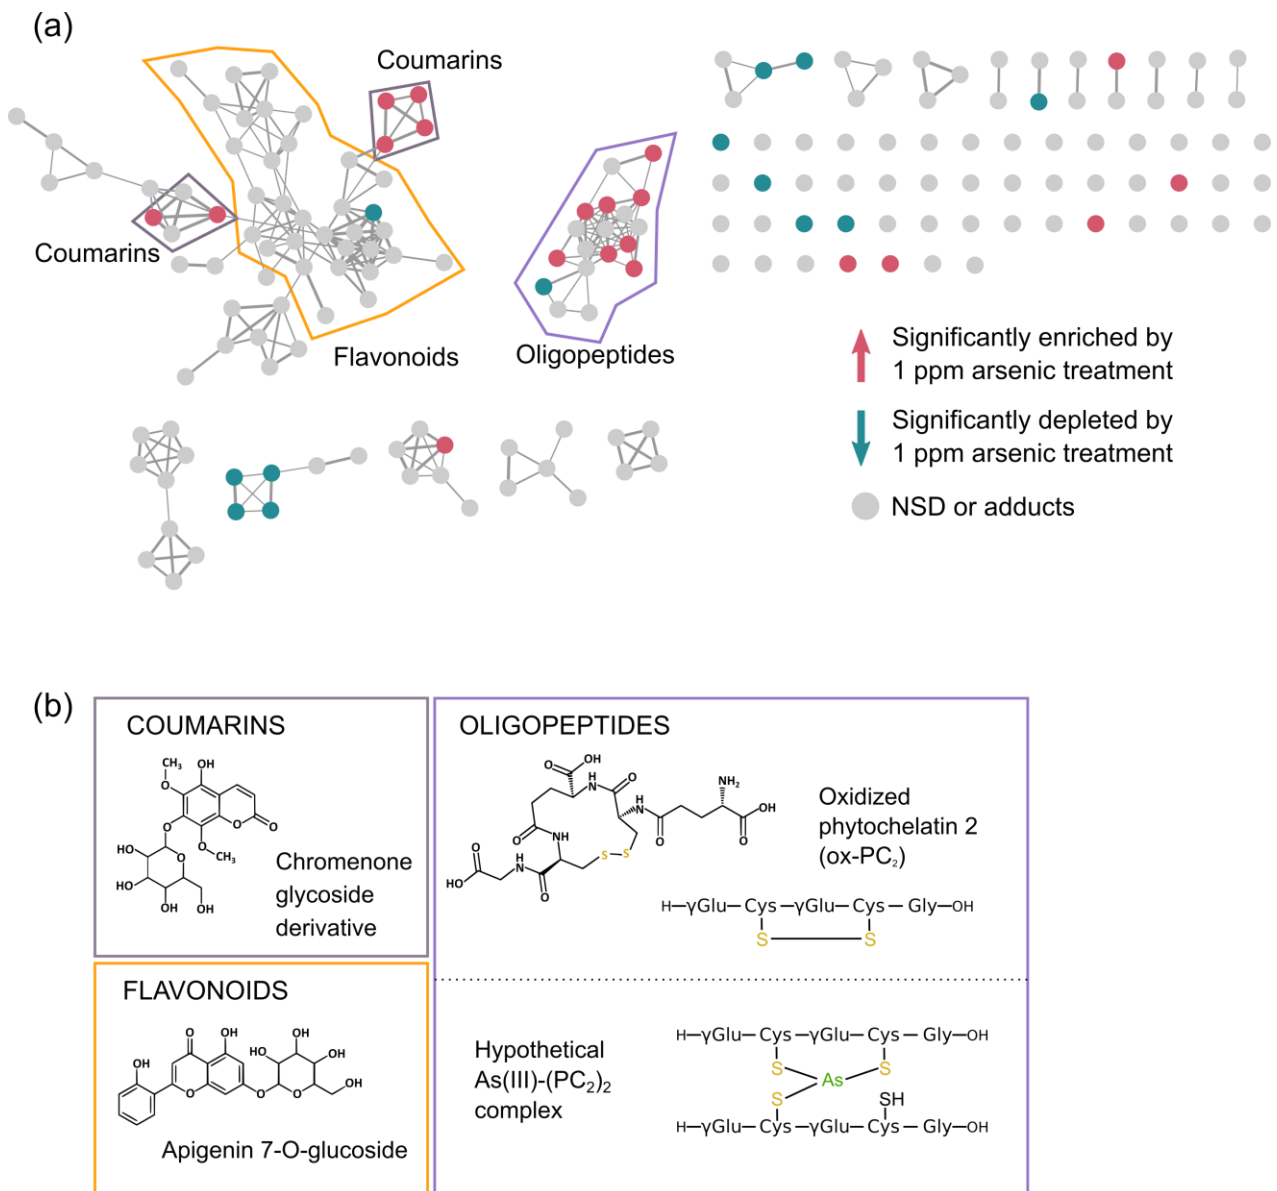 (a)
Coumarins
Coumarins
Flavonoids
Oligopeptides
Significantly enriched by
1 ppm arsenic treatment
Significantly depleted by
1 ppm arsenic treatment
NSD or adducts
(b)
COUMARINS
CH₃
OH
O
O
O
O
O
CH₃
HO
O
HO
OH
OH
Chromenone
glycoside
derivative
FLAVONOIDS
O
OH
OH
HO
OH
OH
O
O
O
OH
Apigenin 7-O-glucoside
OLIGOPEPTIDES
O
OH
H
N
O
NH₂
H
N
OH
O
O
O
NH
S
S
O
H
N
HO
O
Oxidized
phytochelatin 2
(ox-PC₂)
H–γGlu–Cys–γGlu–Cys–Gly–OH
S
S
Hypothetical
As(III)-(PC₂)₂
complex
H–γGlu–Cys–γGlu–Cys–Gly–OH
S
S
As
S
SH
H–γGlu–Cys–γGlu–Cys–Gly–OH